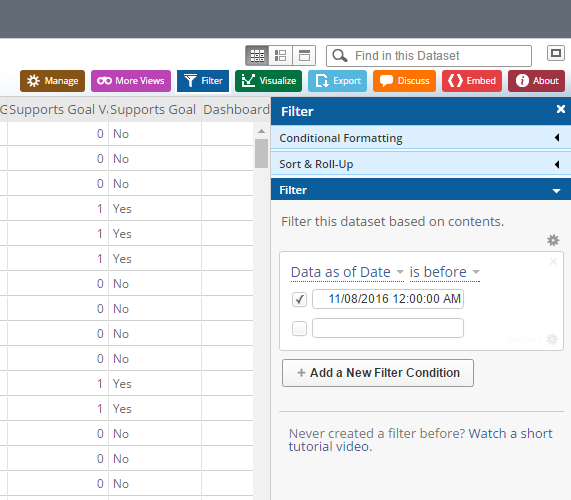 Find in this Dataset
Manage More Views Filter Visualize Export Discuss Embed About
Supports Goal V Supports Goal Dashboard
0 No
0 No
0 No
1 Yes
1 Yes
1 Yes
0 No
0 No
0 No
0 No
1 Yes
1 Yes
0 No
0 No
0 No
Filter
Conditional Formatting
Sort & Roll-Up
Filter
Filter this dataset based on contents.
Data as of Date is before
11/08/2016 12:00:00 AM
+ Add a New Filter Condition
Never created a filter before? Watch a short
tutorial video.